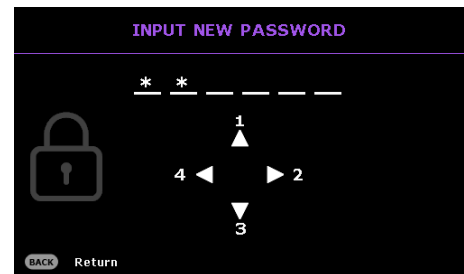 INPUT NEW PASSWORD
* * _ _ _ _
1
4 2
3
BACK Return